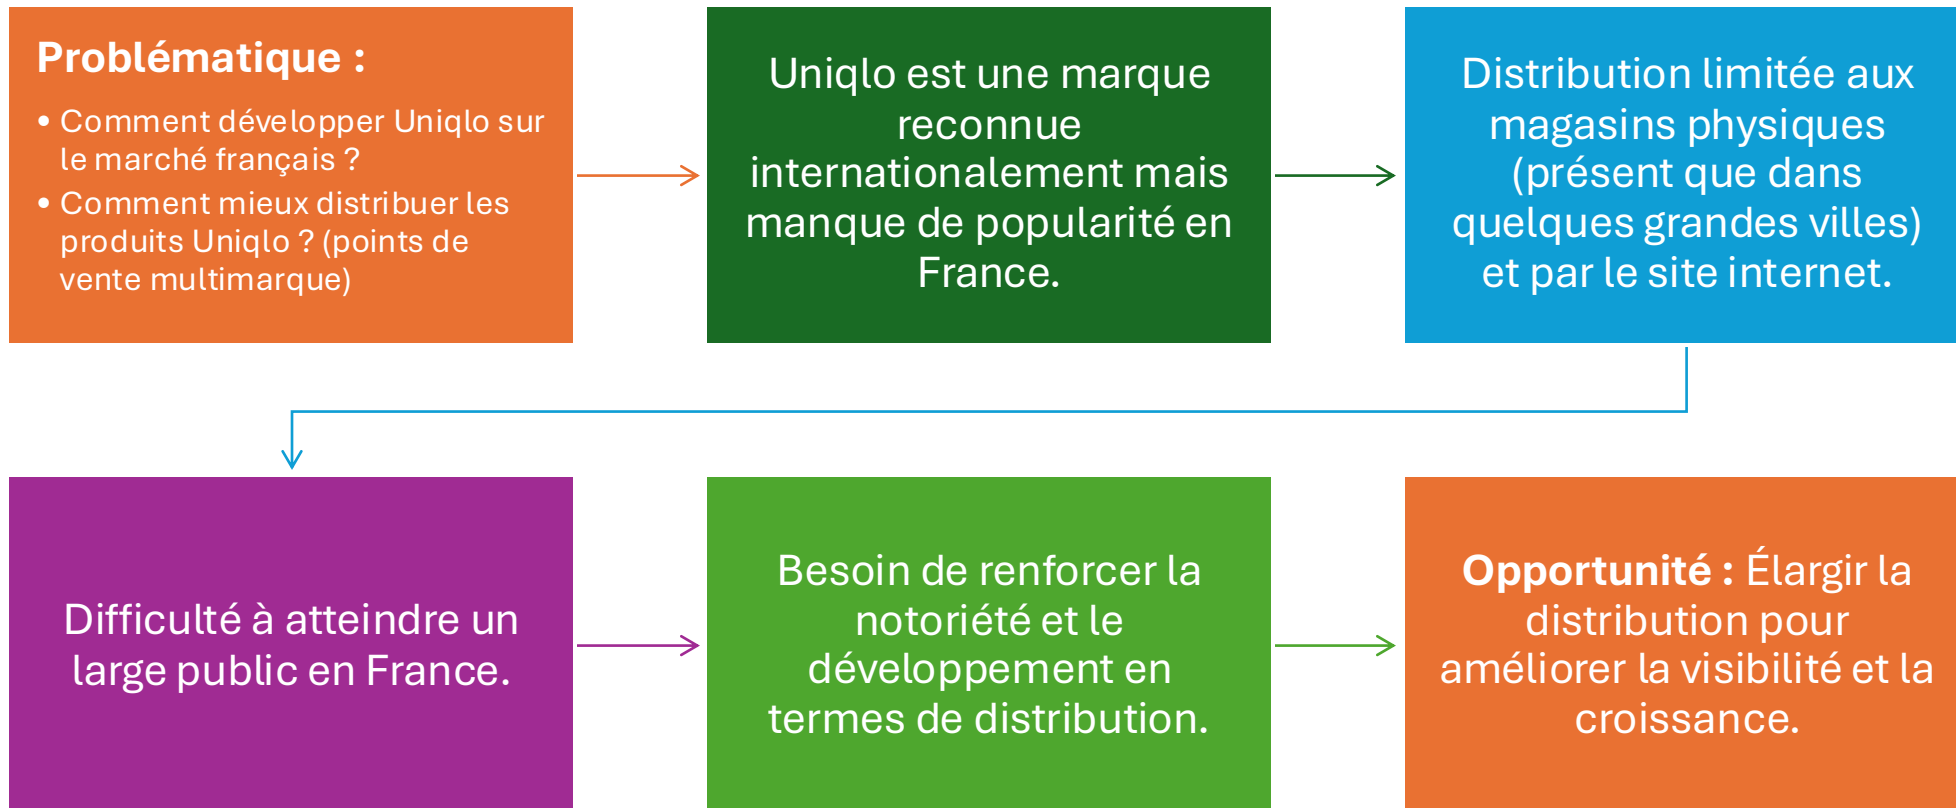 Problématique :
• Comment développer Uniqlo sur
le marché français ?
• Comment mieux distribuer les
produits Uniqlo ? (points de
vente multimarque)
Uniqlo est une marque
reconnue
internationalement mais
manque de popularité en
France.
Distribution limitée aux
magasins physiques
(présent que dans
quelques grandes villes)
et par le site internet.
Difficulté à atteindre un
large public en France.
Besoin de renforcer la
notoriété et le
développement en
termes de distribution.
Opportunité : Élargir la
distribution pour
améliorer la visibilité et la
croissance.